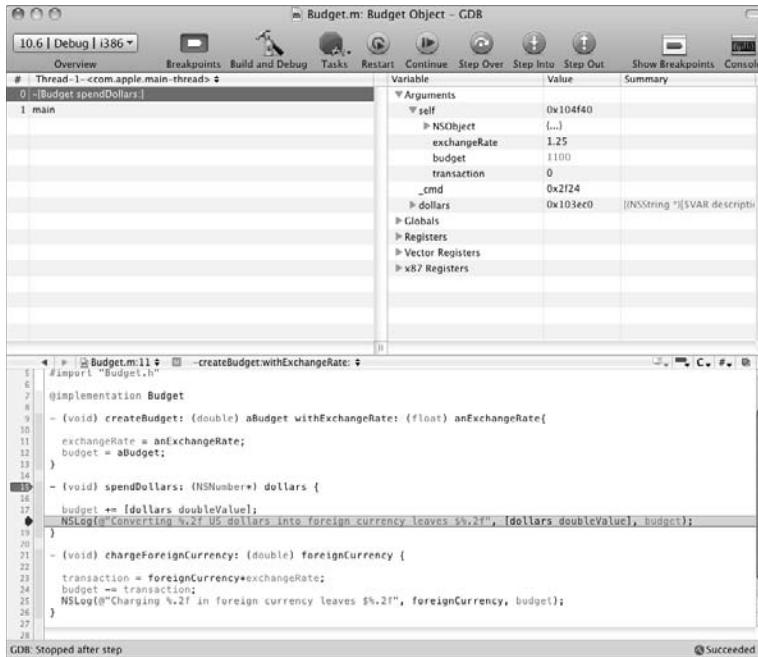 Budget.m: Budget Object – GDB
10.6 | Debug | i386
Overview Breakpoints Build and Debug Tasks Restart Continue Step Over Step Into Step Out Show Breakpoints Consol
# Thread-1-<com.apple.main-thread>
0 -[Budget spendDollars:]
1 main
Variable Value Summary
Arguments
self 0x104f40
NSObject {...}
exchangeRate 1.25
budget 1100
transaction 0
_cmd 0x2f24
dollars 0x103ec0 [(NSString *)[$VAR descriptio
Globals
Registers
Vector Registers
x87 Registers
Budget.m:11 -createBudget:withExchangeRate: C, #,
5 #import "Budget.h"
6
7 @implementation Budget
8
9 - (void) createBudget: (double) aBudget withExchangeRate: (float) anExchangeRate{
10
11 exchangeRate = anExchangeRate;
12 budget = aBudget;
13 }
14
15 - (void) spendDollars: (NSNumber*) dollars {
16
17 budget += [dollars doubleValue];
NSLog(@"Converting %.2f US dollars into foreign currency leaves $%.2f", [dollars doubleValue], budget);
19 }
20
21 - (void) chargeForeignCurrency: (double) foreignCurrency {
22
23 transaction = foreignCurrency*exchangeRate;
24 budget -= transaction;
25 NSLog(@"Charging %.2f in foreign currency leaves $%.2f", foreignCurrency, budget);
26 }
27
28
GDB: Stopped after step Succeeded